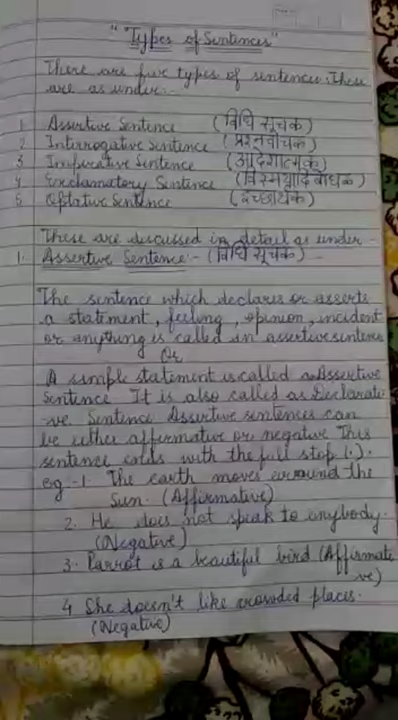 "Types of Sentences"
There are five types of sentences. These
are as under:-
1. Assertive Sentence (विधि सूचक)
2 Interrogative Sentence (प्रश्नवाचक)
3 Imperative Sentence (आदेशात्मक)
4 Exclamatory Sentence (विस्मयादिबोधक)
5 Optative Sentence (इच्छार्थक)
These are discussed in detail as under -
1. Assertive Sentence:- (विधि सूचक) -
The sentence which declares or asserts
a statement, feeling, opinion, incident
or anything is called an assertive sentence
Or
A simple statement is called a Assertive
Sentence. It is also called as Declarati
ve. Sentence Assertive sentences can
be either affirmative or negative This
sentence ends with the full stop (.).
eg -1. The earth moves around the
Sun. (Affirmative)
2. He does not speak to anybody.
(Negative)
3. Parrot is a beautiful bird (Affirmati
ve)
4 She doesn't like crowded places.
(Negative)